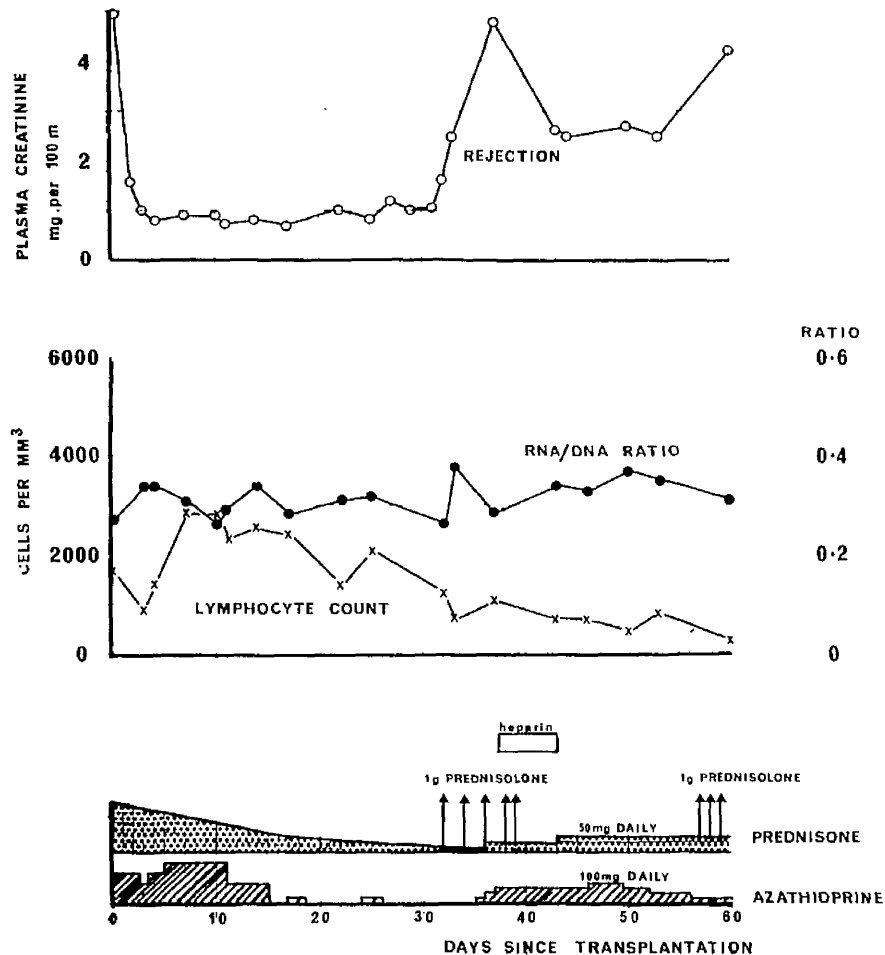 4
2
0
PLASMA CREATININE
mg.per 100m
REJECTION
RATIO
6000
4000
2000
0
CELLS PER MM³
0·6
0·4
0·2
0
RNA/DNA RATIO
LYMPHOCYTE COUNT
heparin
1g PREDNISOLONE
1g PREDNISOLONE
50mg DAILY
PREDNISONE
100mg DAILY
AZATHIOPRINE
0 10 20 30 40 50 60
DAYS SINCE TRANSPLANTATION